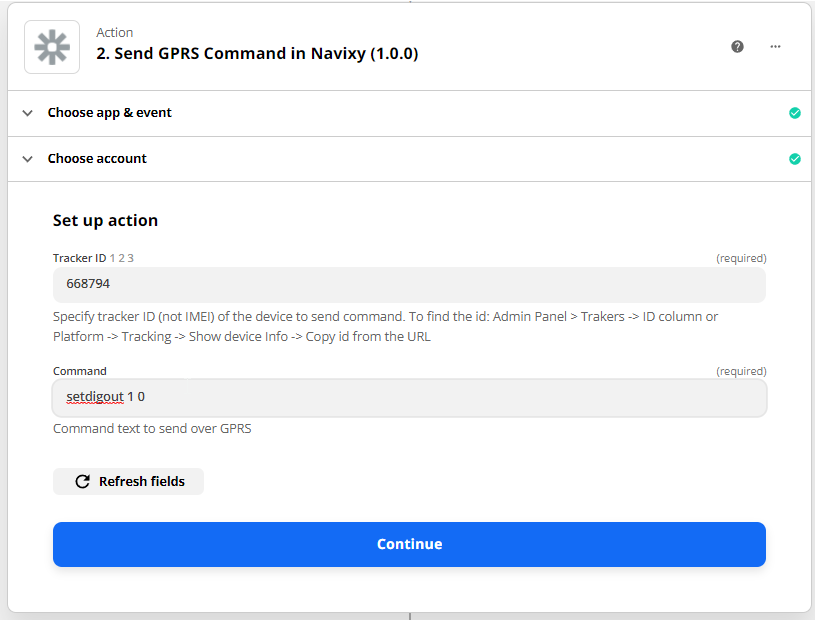 Action
2. Send GPRS Command in Navixy (1.0.0)
Choose app & event
Choose account
Set up action
Tracker ID 1 2 3 (required)
668794
Specify tracker ID (not IMEI) of the device to send command. To find the id: Admin Panel > Trakers -> ID column or
Platform -> Tracking -> Show device Info -> Copy id from the URL
Command (required)
setdigout 1 0
Command text to send over GPRS
Refresh fields
Continue